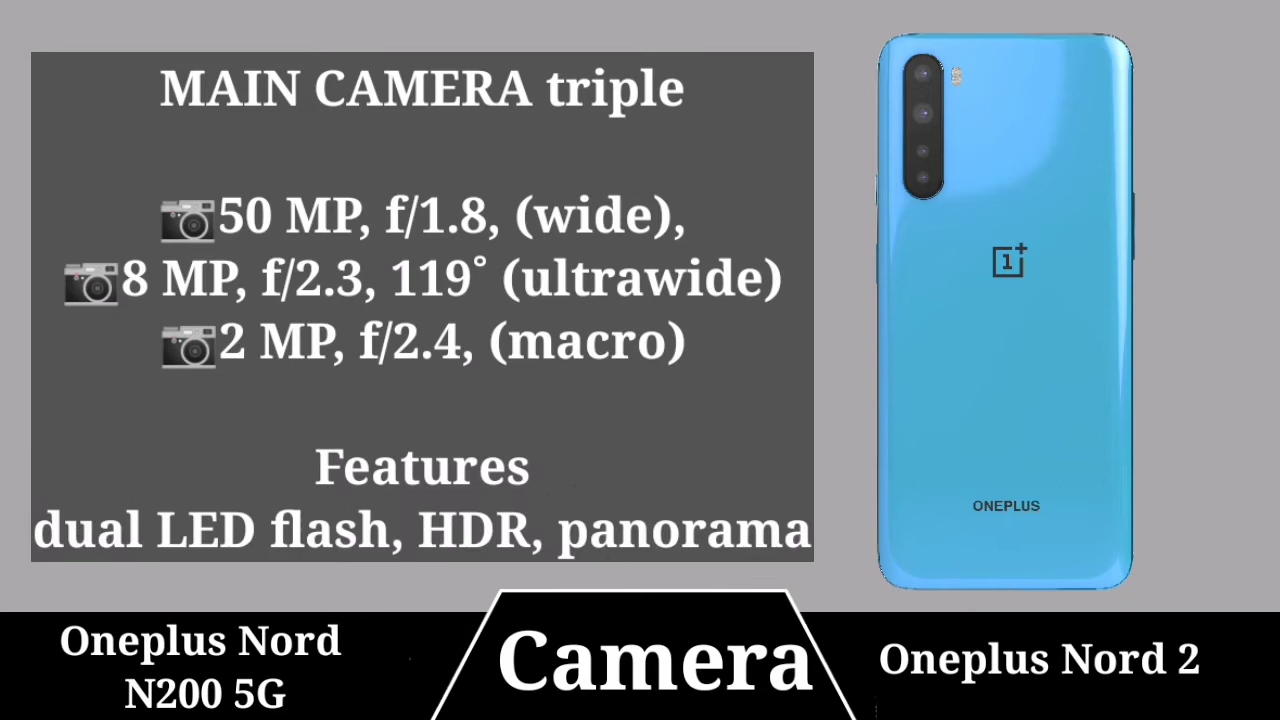 MAIN CAMERA triple
📷50 MP, f/1.8, (wide),
📷8 MP, f/2.3, 119˚ (ultrawide)
📷2 MP, f/2.4, (macro)
Features
dual LED flash, HDR, panorama
1+
ONEPLUS
Oneplus Nord
N200 5G
Camera
Oneplus Nord 2